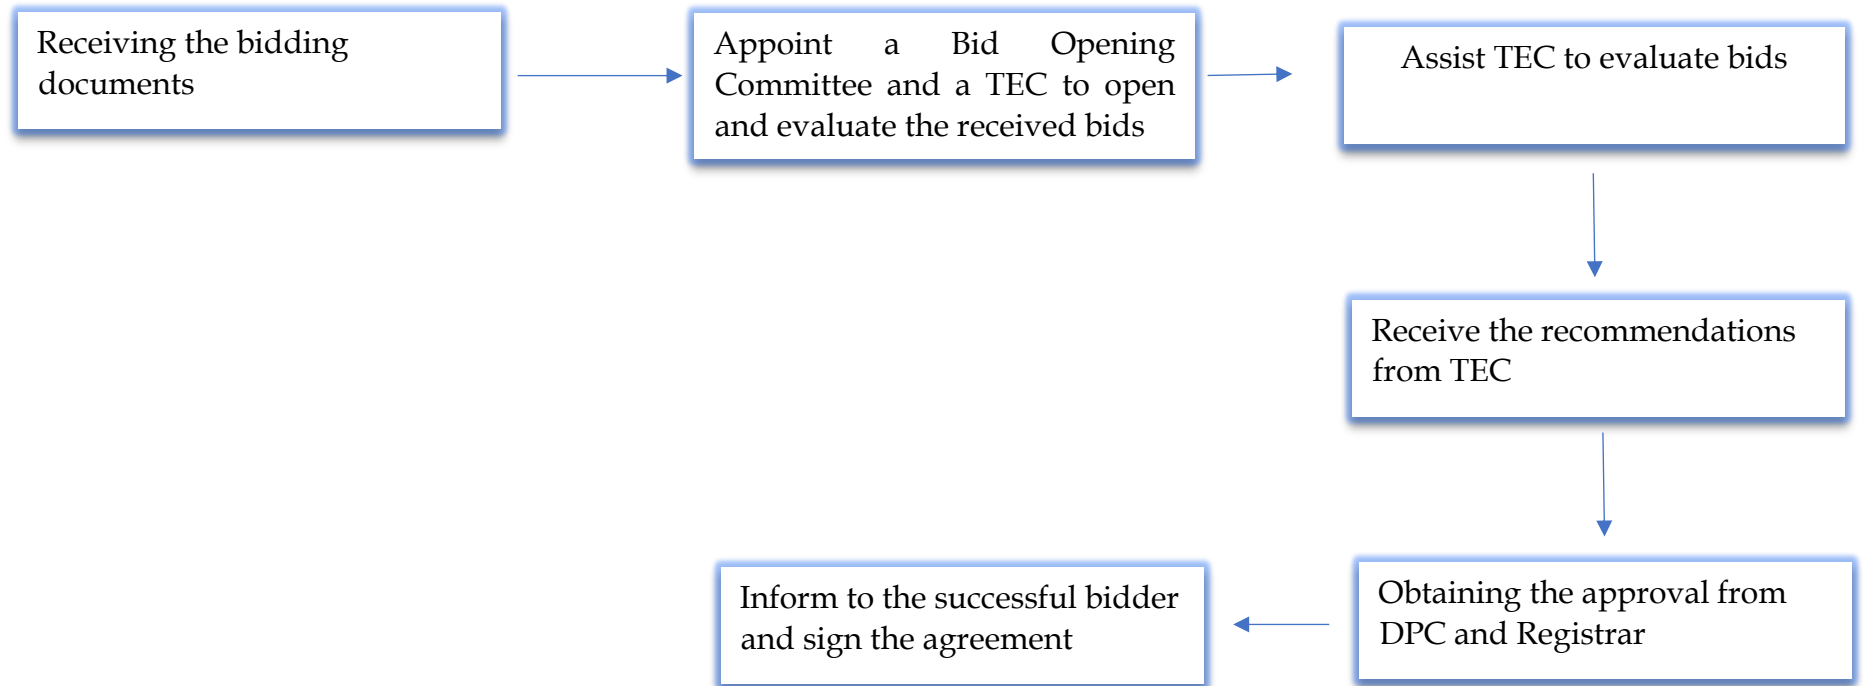 Receiving the bidding
documents
Appoint a Bid Opening
Committee and a TEC to open
and evaluate the received bids
Assist TEC to evaluate bids
Receive the recommendations
from TEC
Obtaining the approval from
DPC and Registrar
Inform to the successful bidder
and sign the agreement